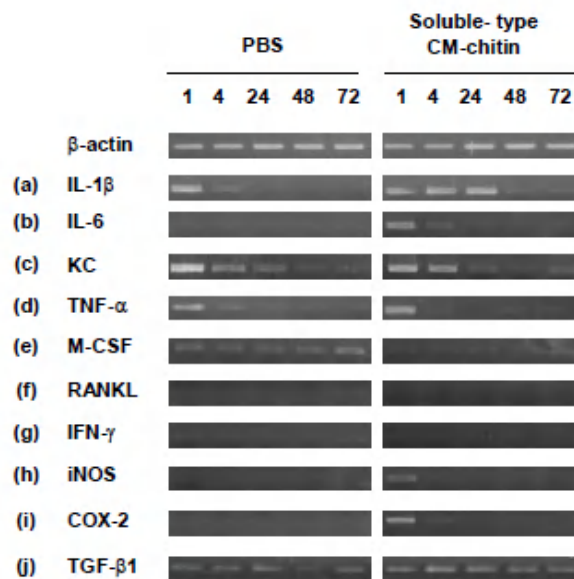 PBS
Soluble- type
CM-chitin
1 4 24 48 72 1 4 24 48 72
β-actin
(a) IL-1β
(b) IL-6
(c) KC
(d) TNF-α
(e) M-CSF
(f) RANKL
(g) IFN-γ
(h) iNOS
(i) COX-2
(j) TGF-β1